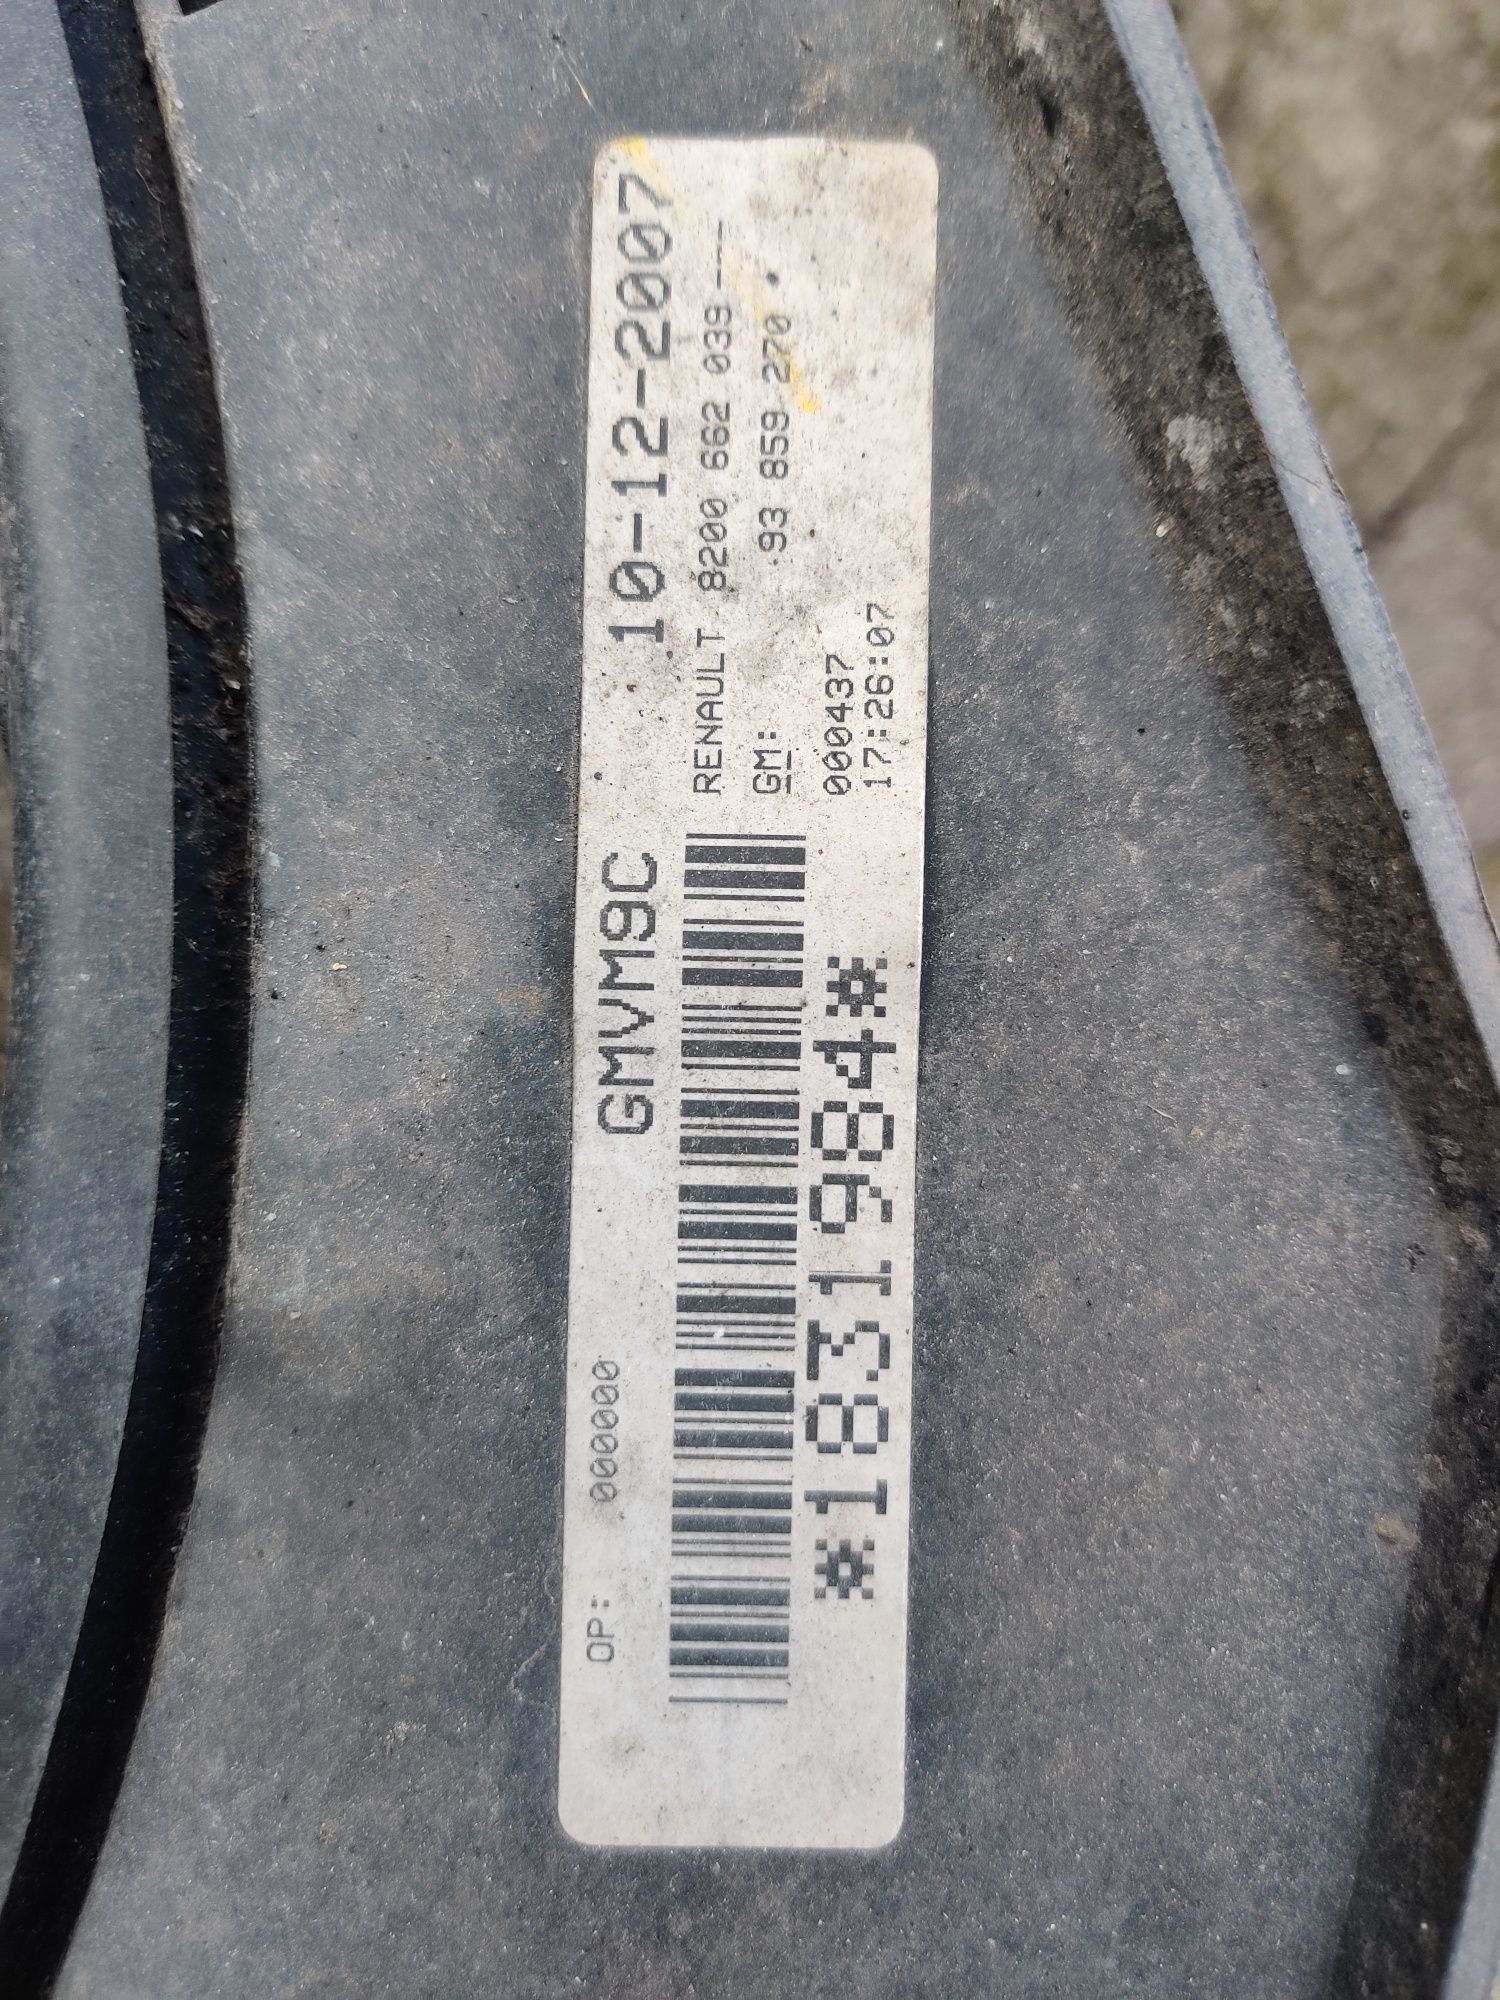 OP: 000000 GMVM9C 10-12-2007
RENAULT 8200 662 039 ---
GM: 93 859 270
000437
17:26:07
*1831984*